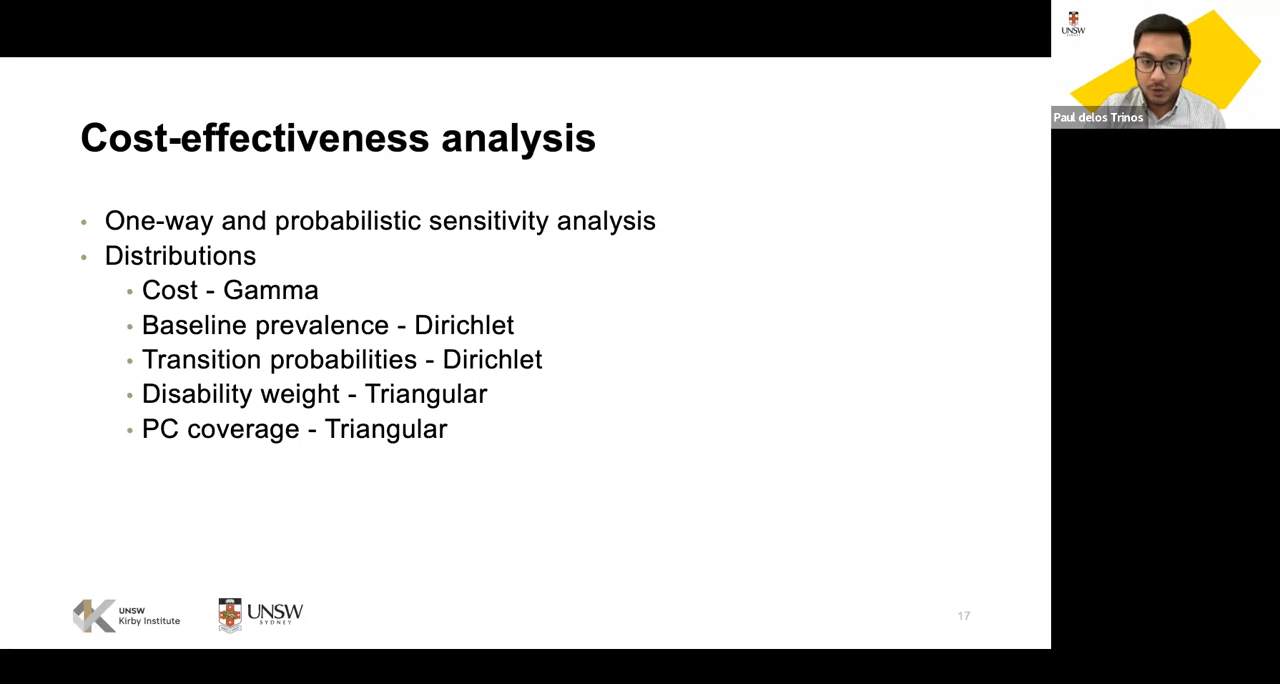 Cost-effectiveness analysis
• One-way and probabilistic sensitivity analysis
• Distributions
• Cost - Gamma
• Baseline prevalence - Dirichlet
• Transition probabilities - Dirichlet
• Disability weight - Triangular
• PC coverage - Triangular
UNSW
Kirby Institute
UNSW
SYDNEY
17
UNSW
SYDNEY
Paul delos Trinos